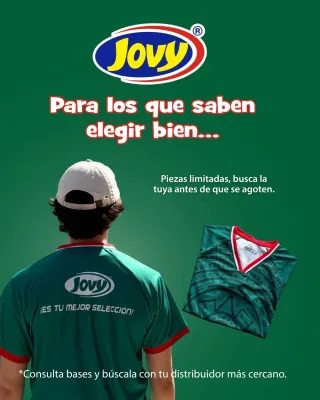 Jovy®
Para los que saben
elegir bien...
Piezas limitadas, busca la
tuya antes de que se agoten.
Jovy
¡ES TU MEJOR SELECCIÓN!
*Consulta bases y búscala con tu distribuidor más cercano.